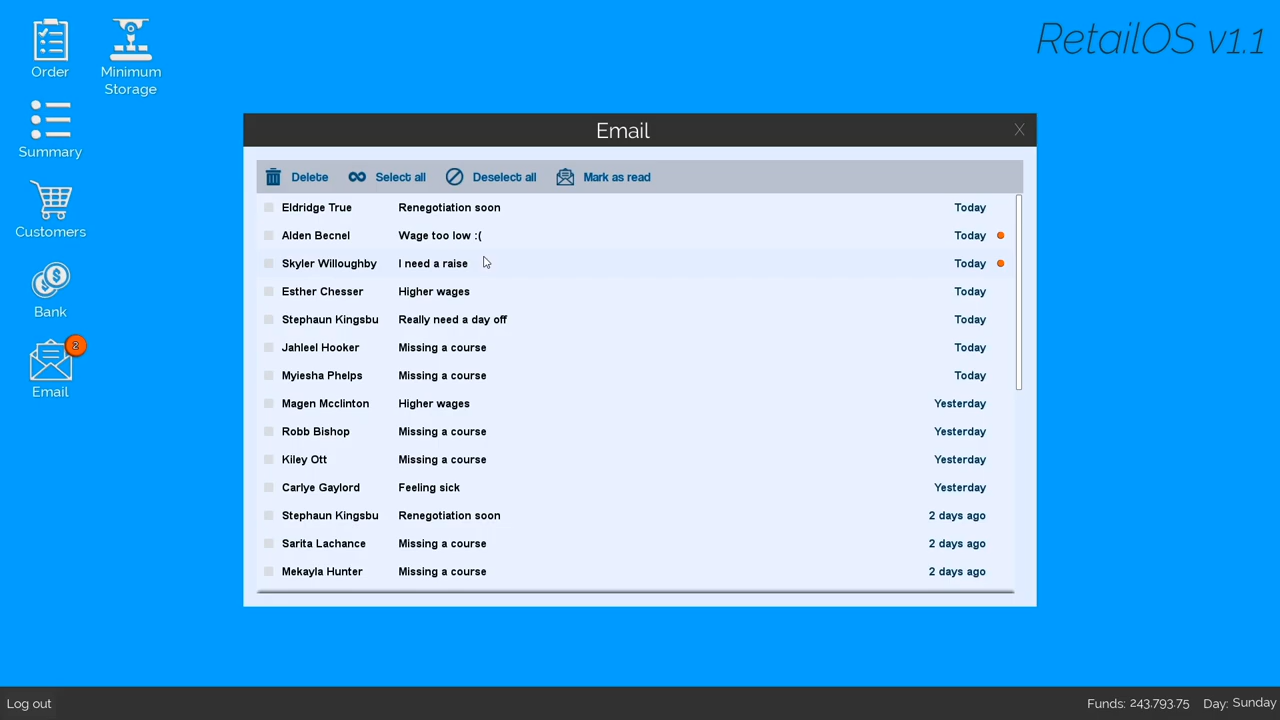 RetailOS v1.1
Order
Minimum
Storage
Summary
Customers
Bank
2
Email
Email X
Delete Select all Deselect all Mark as read
Eldridge True Renegotiation soon Today
Alden Becnel Wage too low :( Today
Skyler Willoughby I need a raise Today
Esther Chesser Higher wages Today
Stephaun Kingsbu Really need a day off Today
Jahleel Hooker Missing a course Today
Myiesha Phelps Missing a course Today
Magen Mcclinton Higher wages Yesterday
Robb Bishop Missing a course Yesterday
Kiley Ott Missing a course Yesterday
Carlye Gaylord Feeling sick Yesterday
Stephaun Kingsbu Renegotiation soon 2 days ago
Sarita Lachance Missing a course 2 days ago
Mekayla Hunter Missing a course 2 days ago
Log out Funds: 243.793.75 Day: Sunday